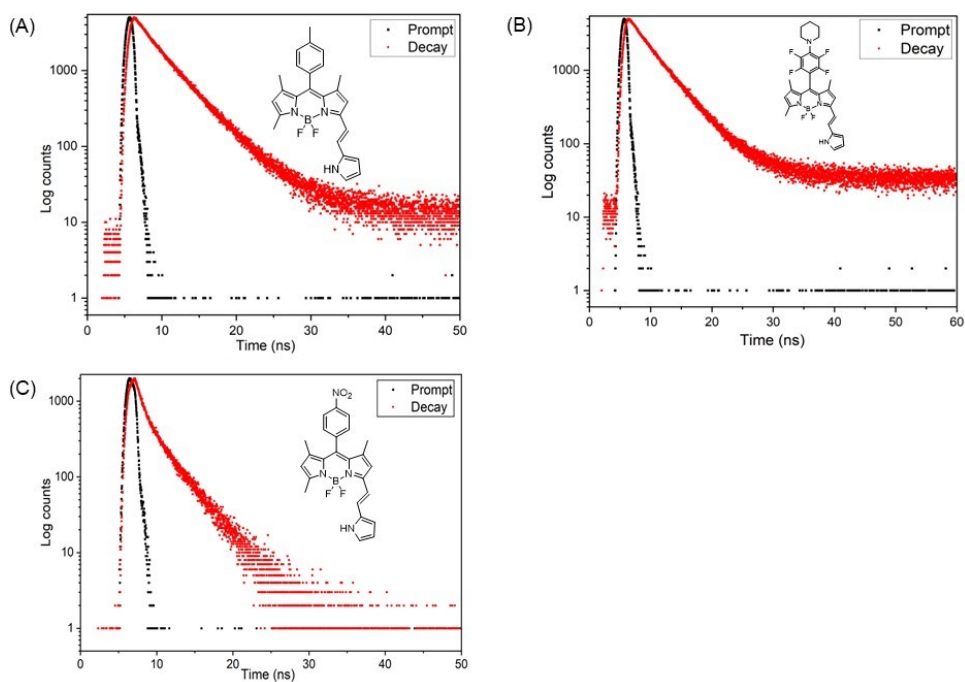 (A)
Prompt
Decay
Log counts
1000
100
10
1
0
10
20
30
40
50
Time (ns)
CH₃
N
N
B
F
F
HN
(B)
Prompt
Decay
Log counts
1000
100
10
1
0
10
20
30
40
50
60
Time (ns)
N
F
F
F
F
N
N
B
F
F
HN
(C)
Prompt
Decay
Log counts
1000
100
10
1
0
10
20
30
40
50
Time (ns)
NO₂
N
N
B
F
F
HN